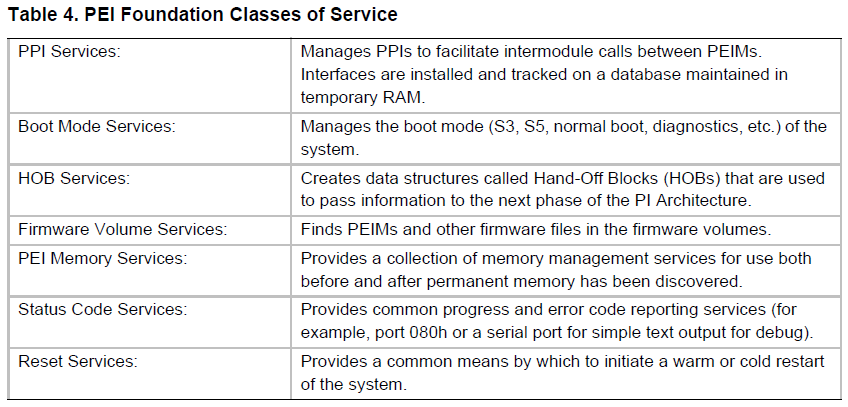 Table 4. PEI Foundation Classes of Service
PPI Services:
Manages PPIs to facilitate intermodule calls between PEIMs.
Interfaces are installed and tracked on a database maintained in
temporary RAM.
Boot Mode Services:
Manages the boot mode (S3, S5, normal boot, diagnostics, etc.) of the
system.
HOB Services:
Creates data structures called Hand-Off Blocks (HOBs) that are used
to pass information to the next phase of the PI Architecture.
Firmware Volume Services:
Finds PEIMs and other firmware files in the firmware volumes.
PEI Memory Services:
Provides a collection of memory management services for use both
before and after permanent memory has been discovered.
Status Code Services:
Provides common progress and error code reporting services (for
example, port 080h or a serial port for simple text output for debug).
Reset Services:
Provides a common means by which to initiate a warm or cold restart
of the system.